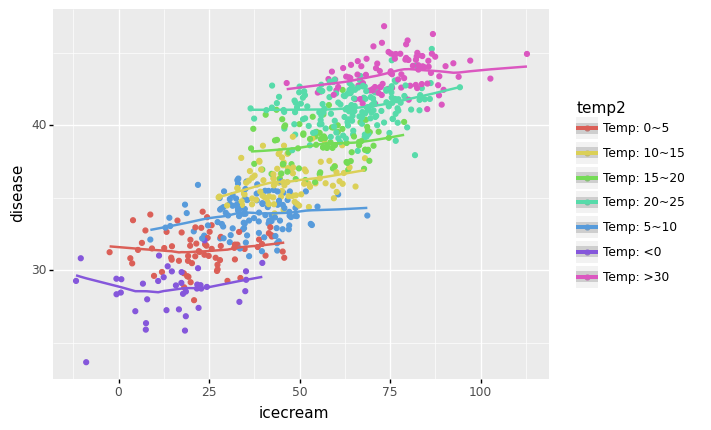 temp2
Temp: 0~5
Temp: 10~15
Temp: 15~20
Temp: 20~25
Temp: 5~10
Temp: <0
Temp: >30
disease
40
30
0
25
50
75
100
icecream